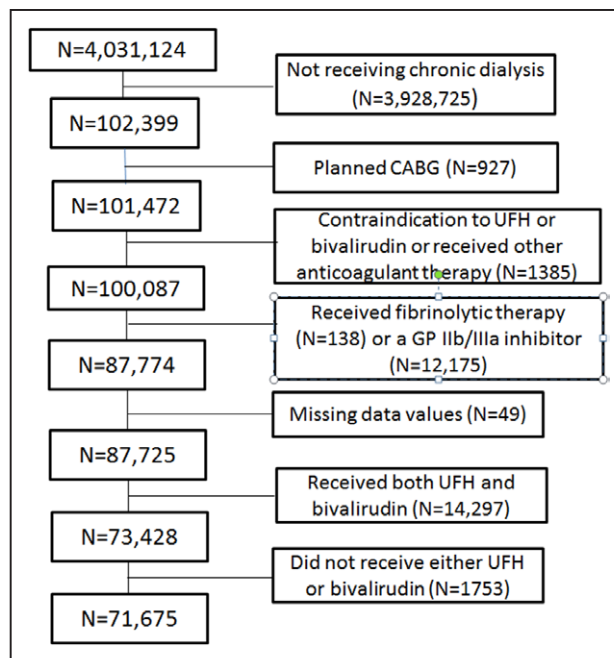 N=4,031,124
Not receiving chronic dialysis
(N=3,928,725)
N=102,399
Planned CABG (N=927)
N=101,472
Contraindication to UFH or
bivalirudin or received other
anticoagulant therapy (N=1385)
N=100,087
Received fibrinolytic therapy
(N=138) or a GP IIb/IIIa inhibitor
(N=12,175)
N=87,774
Missing data values (N=49)
N=87,725
Received both UFH and
bivalirudin (N=14,297)
N=73,428
Did not receive either UFH
or bivalirudin (N=1753)
N=71,675